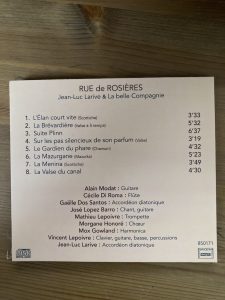 RUE de ROSIÈRES
Jean-Luc Larive & La belle Compagnie
1 L'Élan court vite (Scottiche) 3'33
2 La Brévardière (Valse à 5 temps) 5'32
3 Suite Plinn 6'37
4 Sur les pas silencieux de son parfum (Valse) 3'19
5 Le Gardien du phare (Chanson) 4'32
6 La Mazurgane (Mazurka) 5'23
7 La Menina (Scottiche) 3'49
8 La Valse du canal 4'30
Alain Modat : Guitare
Cécile Di Roma : Flûte
Gaëlle Dos Santos : Accordéon diatonique
José Lopez Barro : Chant, guitare
Mathieu Lepoivre : Trompette
Morgane Honoré : Chœur
Max Gowland : Harmonica
Vincent Lepoivre : Clavier, guitare, basse, percussions
Jean-Luc Larive : Accordéon diatonique
850171